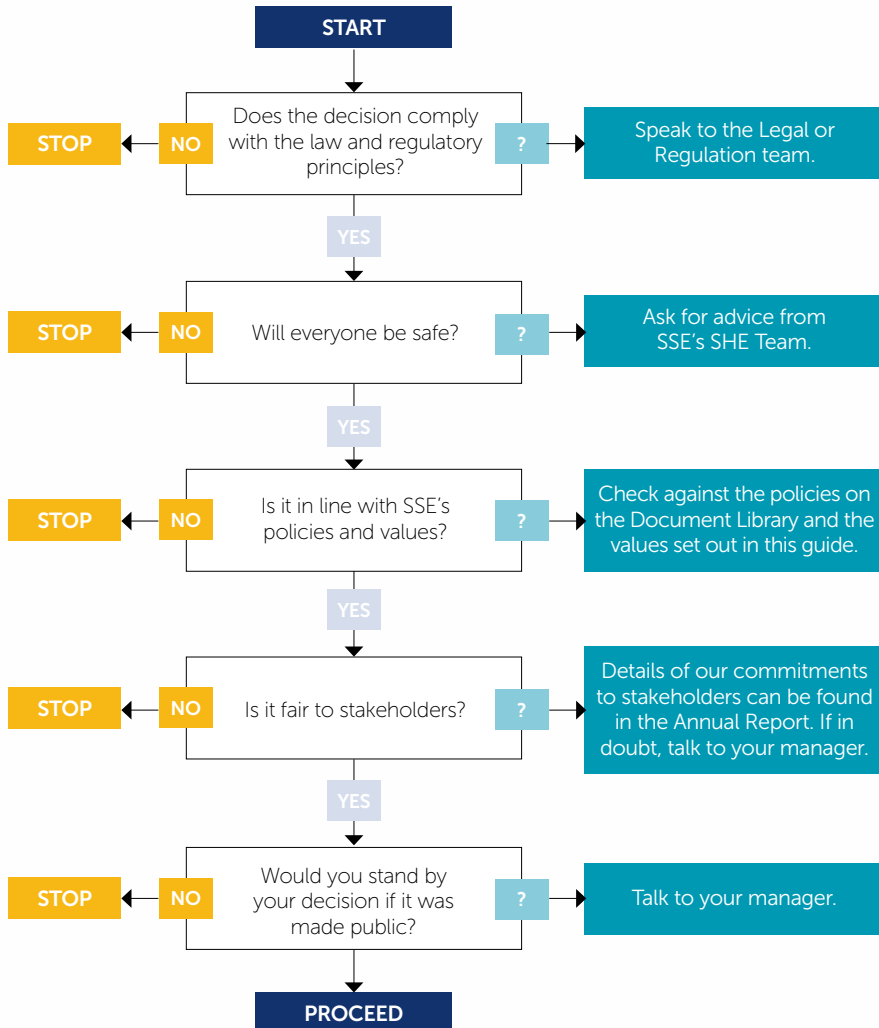 START
Does the decision comply
with the law and regulatory
principles?
STOP
NO
?
Speak to the Legal or
Regulation team.
YES
Will everyone be safe?
STOP
NO
?
Ask for advice from
SSE's SHE Team.
YES
Is it in line with SSE's
policies and values?
STOP
NO
?
Check against the policies on
the Document Library and the
values set out in this guide.
YES
Is it fair to stakeholders?
STOP
NO
?
Details of our commitments
to stakeholders can be found
in the Annual Report. If in
doubt, talk to your manager.
YES
Would you stand by
your decision if it was
made public?
STOP
NO
?
Talk to your manager.
PROCEED